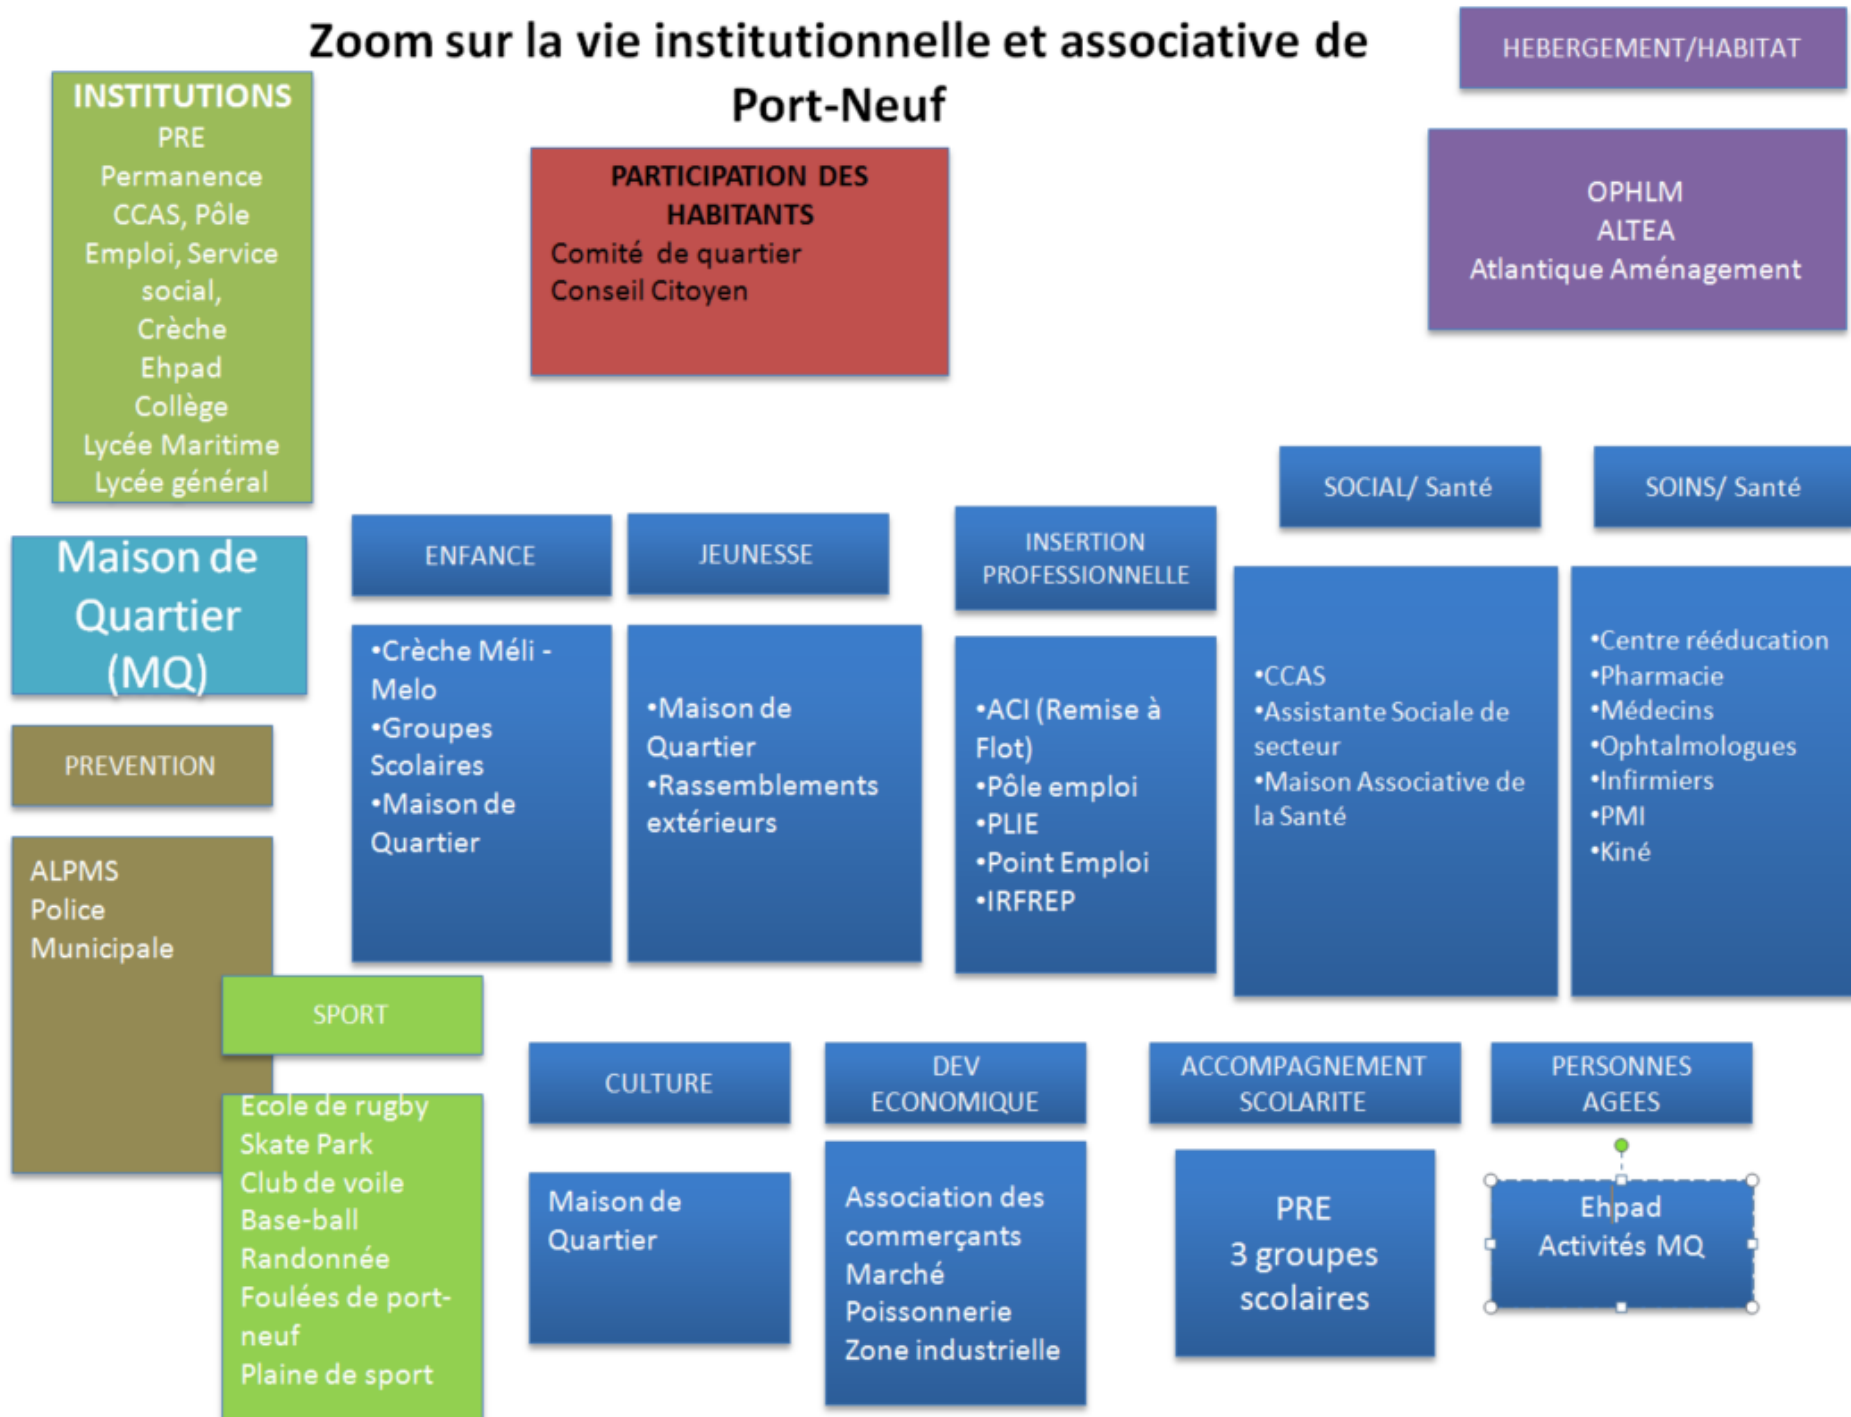 Zoom sur la vie institutionnelle et associative de
Port-Neuf
HEBERGEMENT/HABITAT
OPHLM
ALTEA
Atlantique Aménagement
INSTITUTIONS
PRE
Permanence
CCAS, Pôle
Emploi, Service
social,
Crèche
Ehpad
Collège
Lycée Maritime
Lycée général
PARTICIPATION DES
HABITANTS
Comité de quartier
Conseil Citoyen
Maison de
Quartier
(MQ)
PREVENTION
ALPMS
Police
Municipale
ENFANCE
•Crèche Méli -
Melo
•Groupes
Scolaires
•Maison de
Quartier
JEUNESSE
•Maison de
Quartier
•Rassemblements
extérieurs
INSERTION
PROFESSIONNELLE
•ACI (Remise à
Flot)
•Pôle emploi
•PLIE
•Point Emploi
•IRFREP
SOCIAL/ Santé
•CCAS
•Assistante Sociale de
secteur
•Maison Associative de
la Santé
SOINS/ Santé
•Centre rééducation
•Pharmacie
•Médecins
•Ophtalmologues
•Infirmiers
•PMI
•Kiné
SPORT
Ecole de rugby
Skate Park
Club de voile
Base-ball
Randonnée
Foulées de port-
neuf
Plaine de sport
CULTURE
Maison de
Quartier
DEV
ECONOMIQUE
Association des
commerçants
Marché
Poissonnerie
Zone industrielle
ACCOMPAGNEMENT
SCOLARITE
PRE
3 groupes
scolaires
PERSONNES
AGEES
Ehpad
Activités MQ